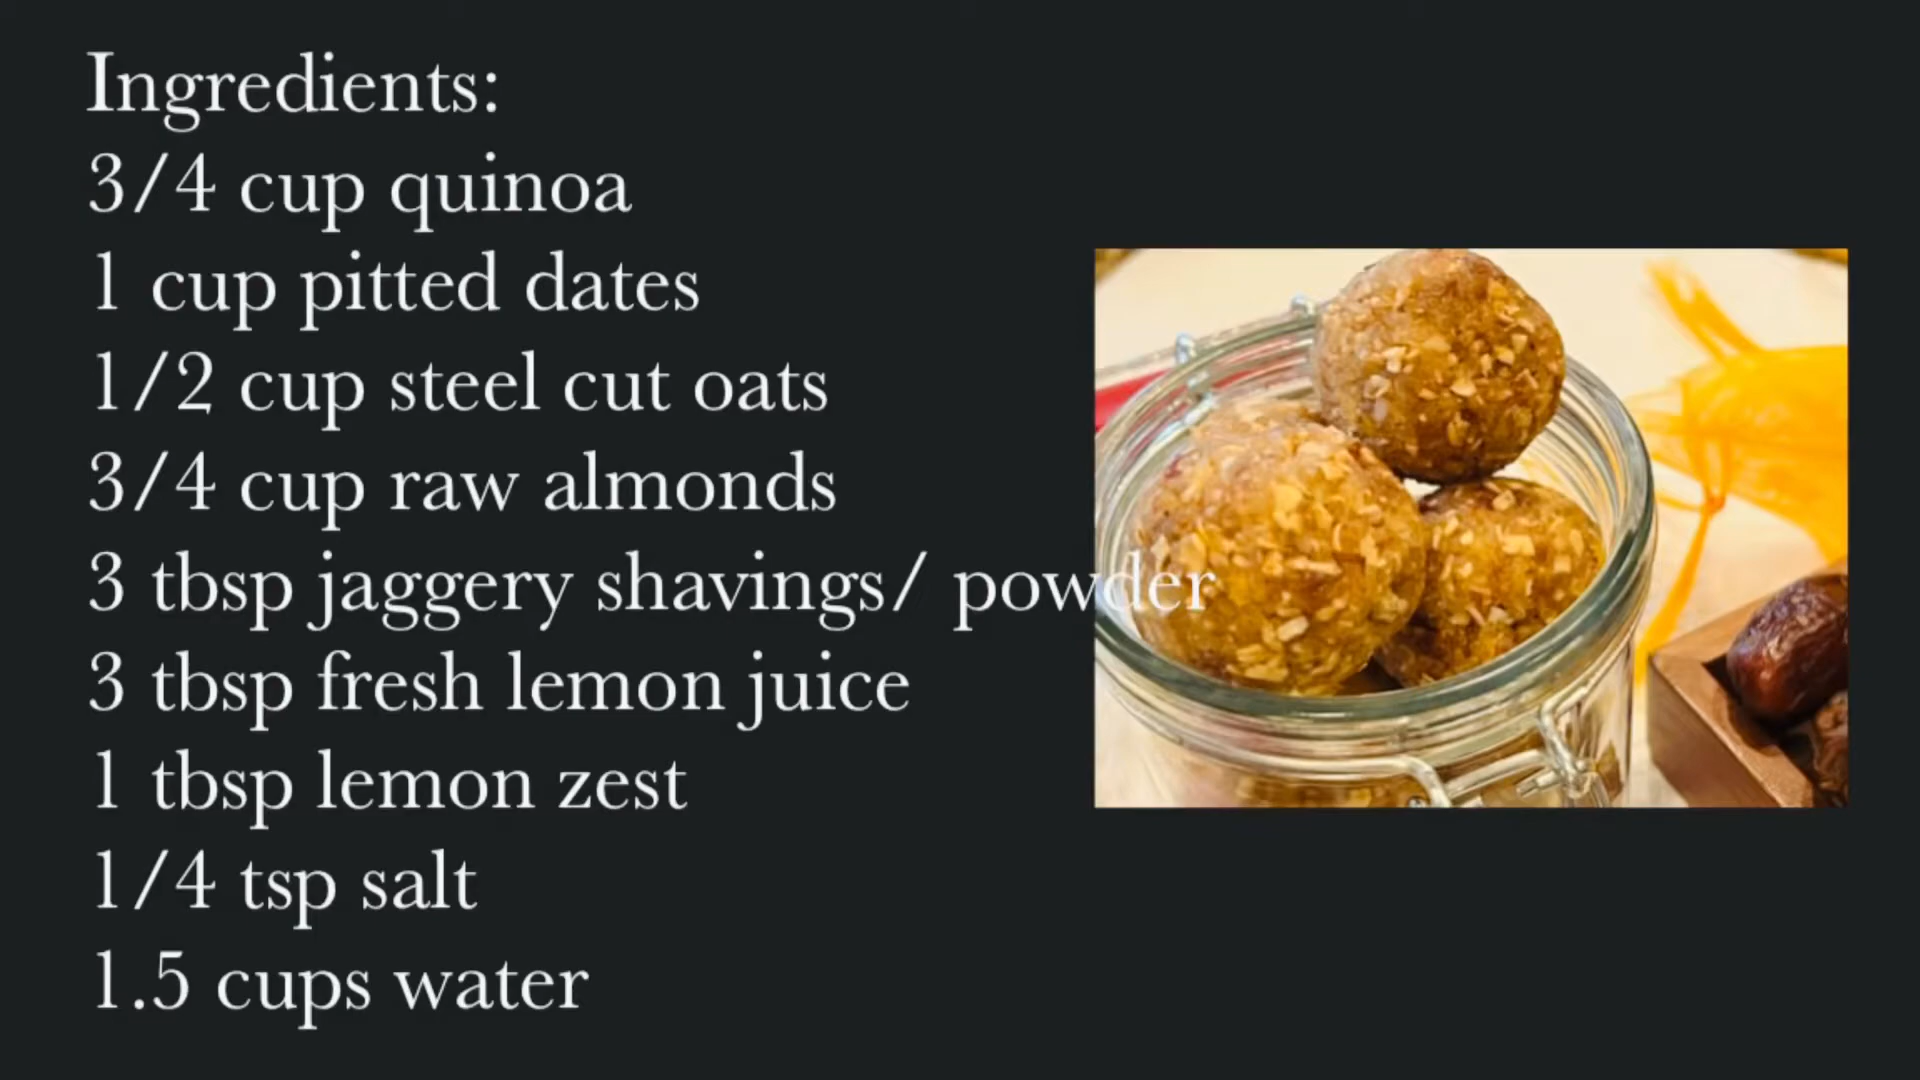 Ingredients:
3/4 cup quinoa
1 cup pitted dates
1/2 cup steel cut oats
3/4 cup raw almonds
3 tbsp jaggery shavings/ powder
3 tbsp fresh lemon juice
1 tbsp lemon zest
1/4 tsp salt
1.5 cups water